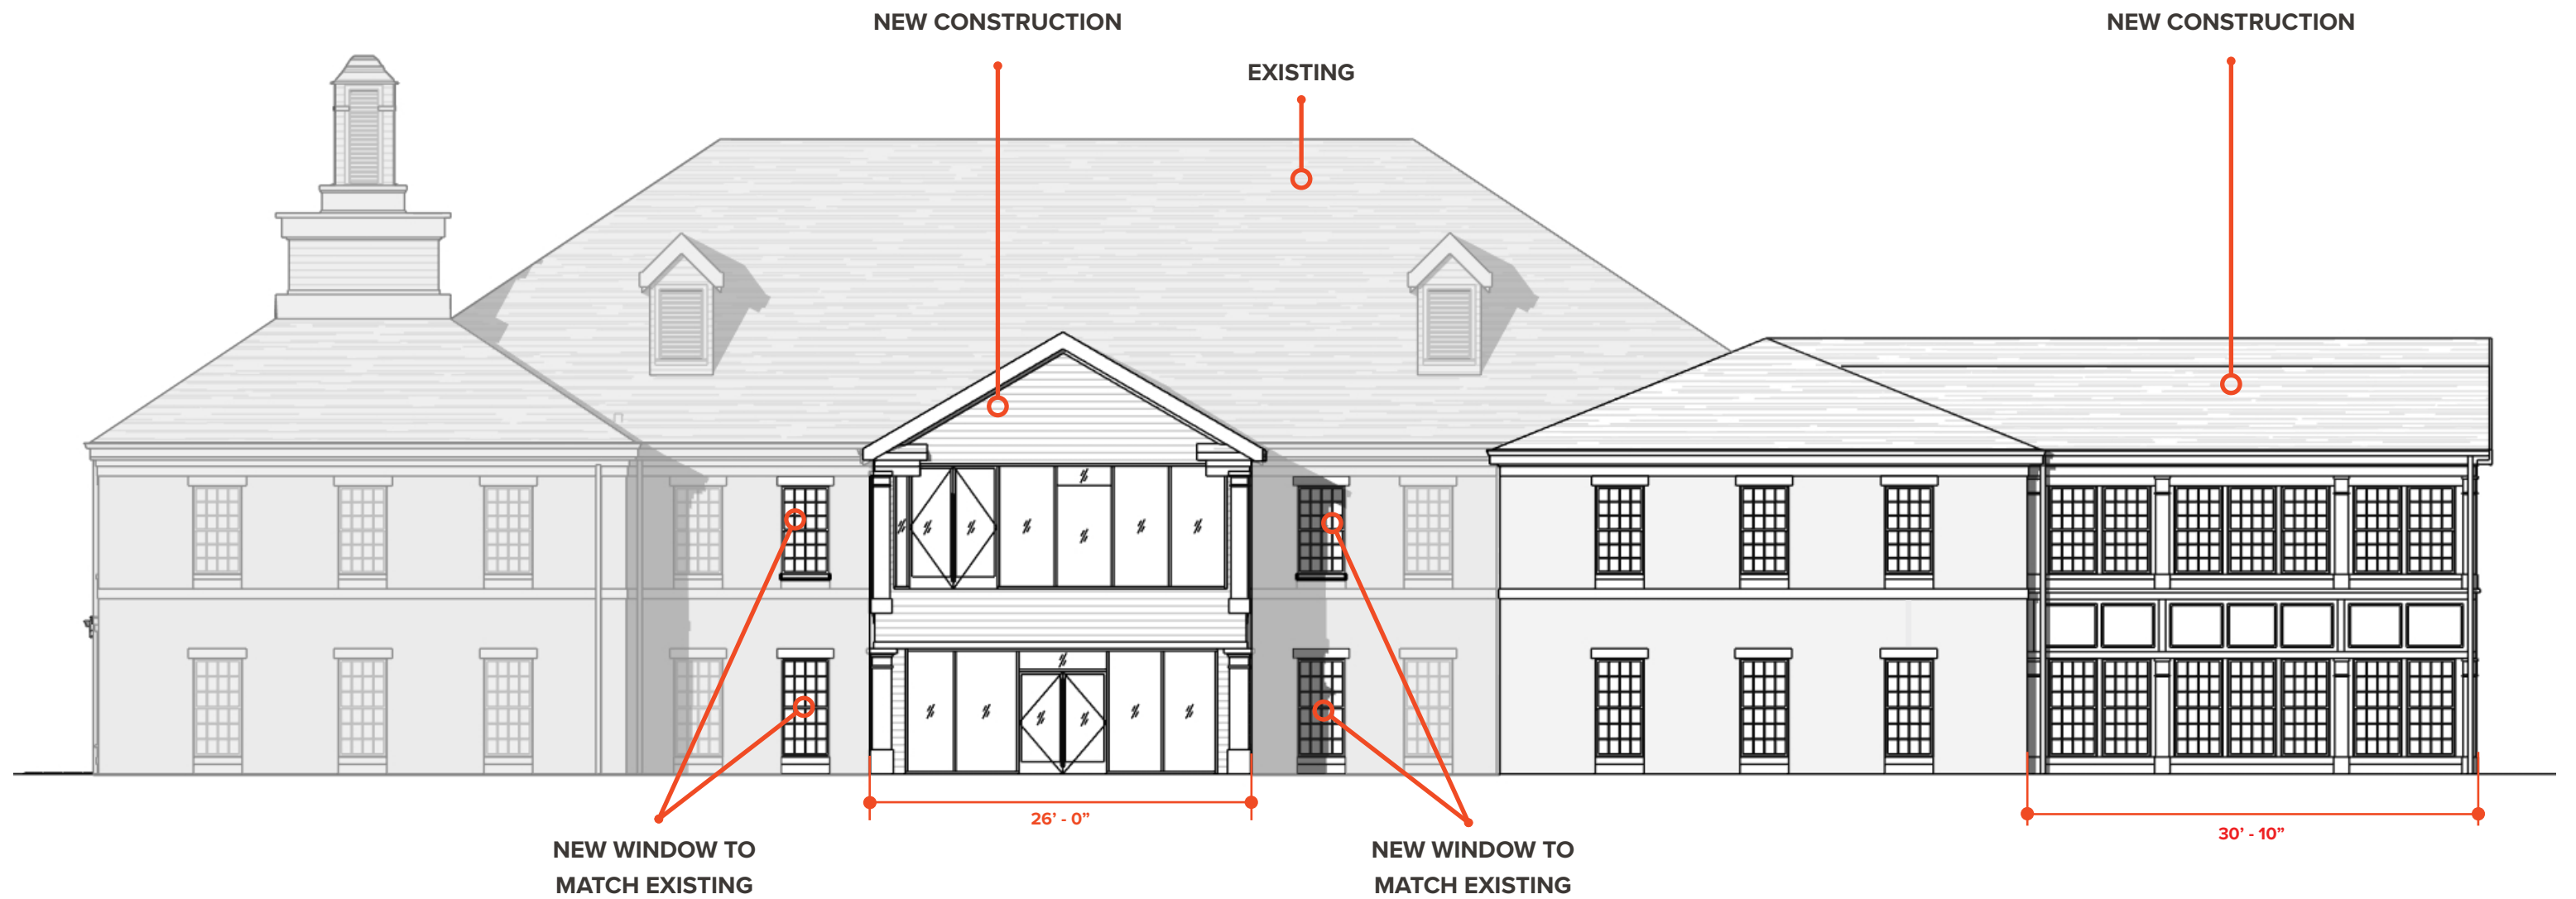 NEW CONSTRUCTION
NEW CONSTRUCTION
EXISTING
26’ - 0”
30’ - 10”
NEW WINDOW TO
MATCH EXISTING
NEW WINDOW TO
MATCH EXISTING